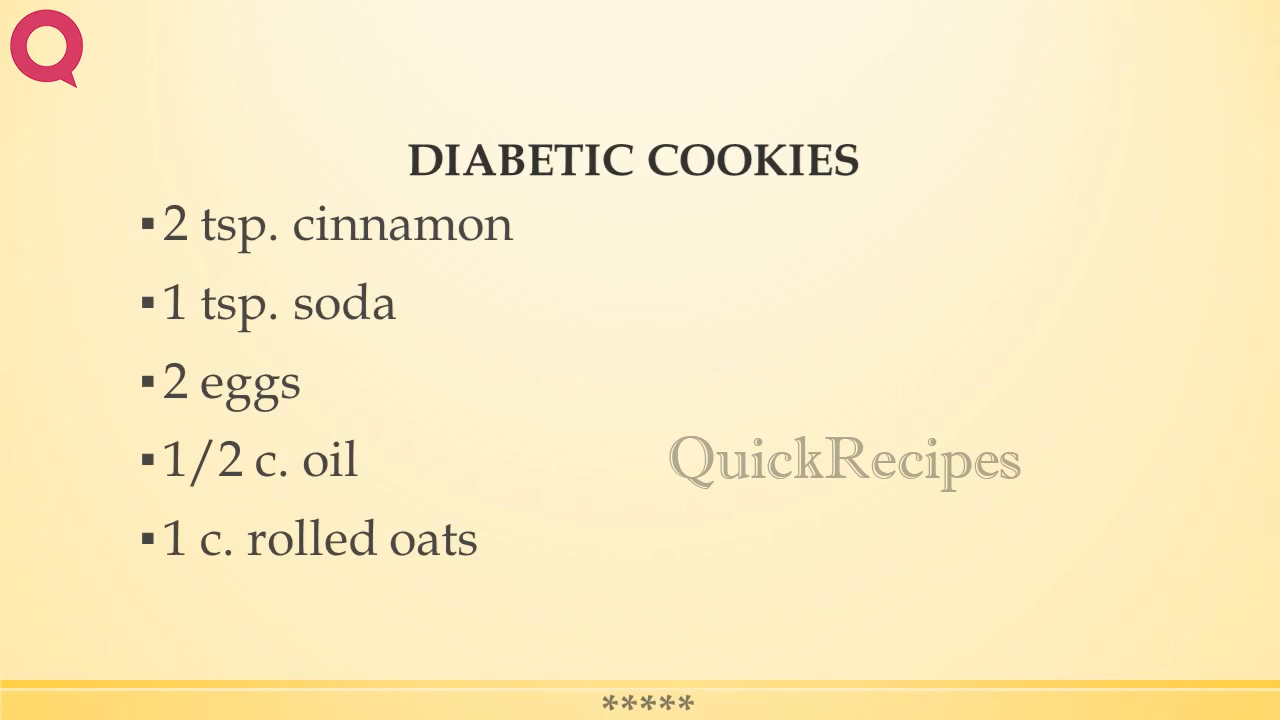 DIABETIC COOKIES
▪2 tsp. cinnamon
▪1 tsp. soda
▪2 eggs
▪1/2 c. oil
QuickRecipes
▪1 c. rolled oats
*****